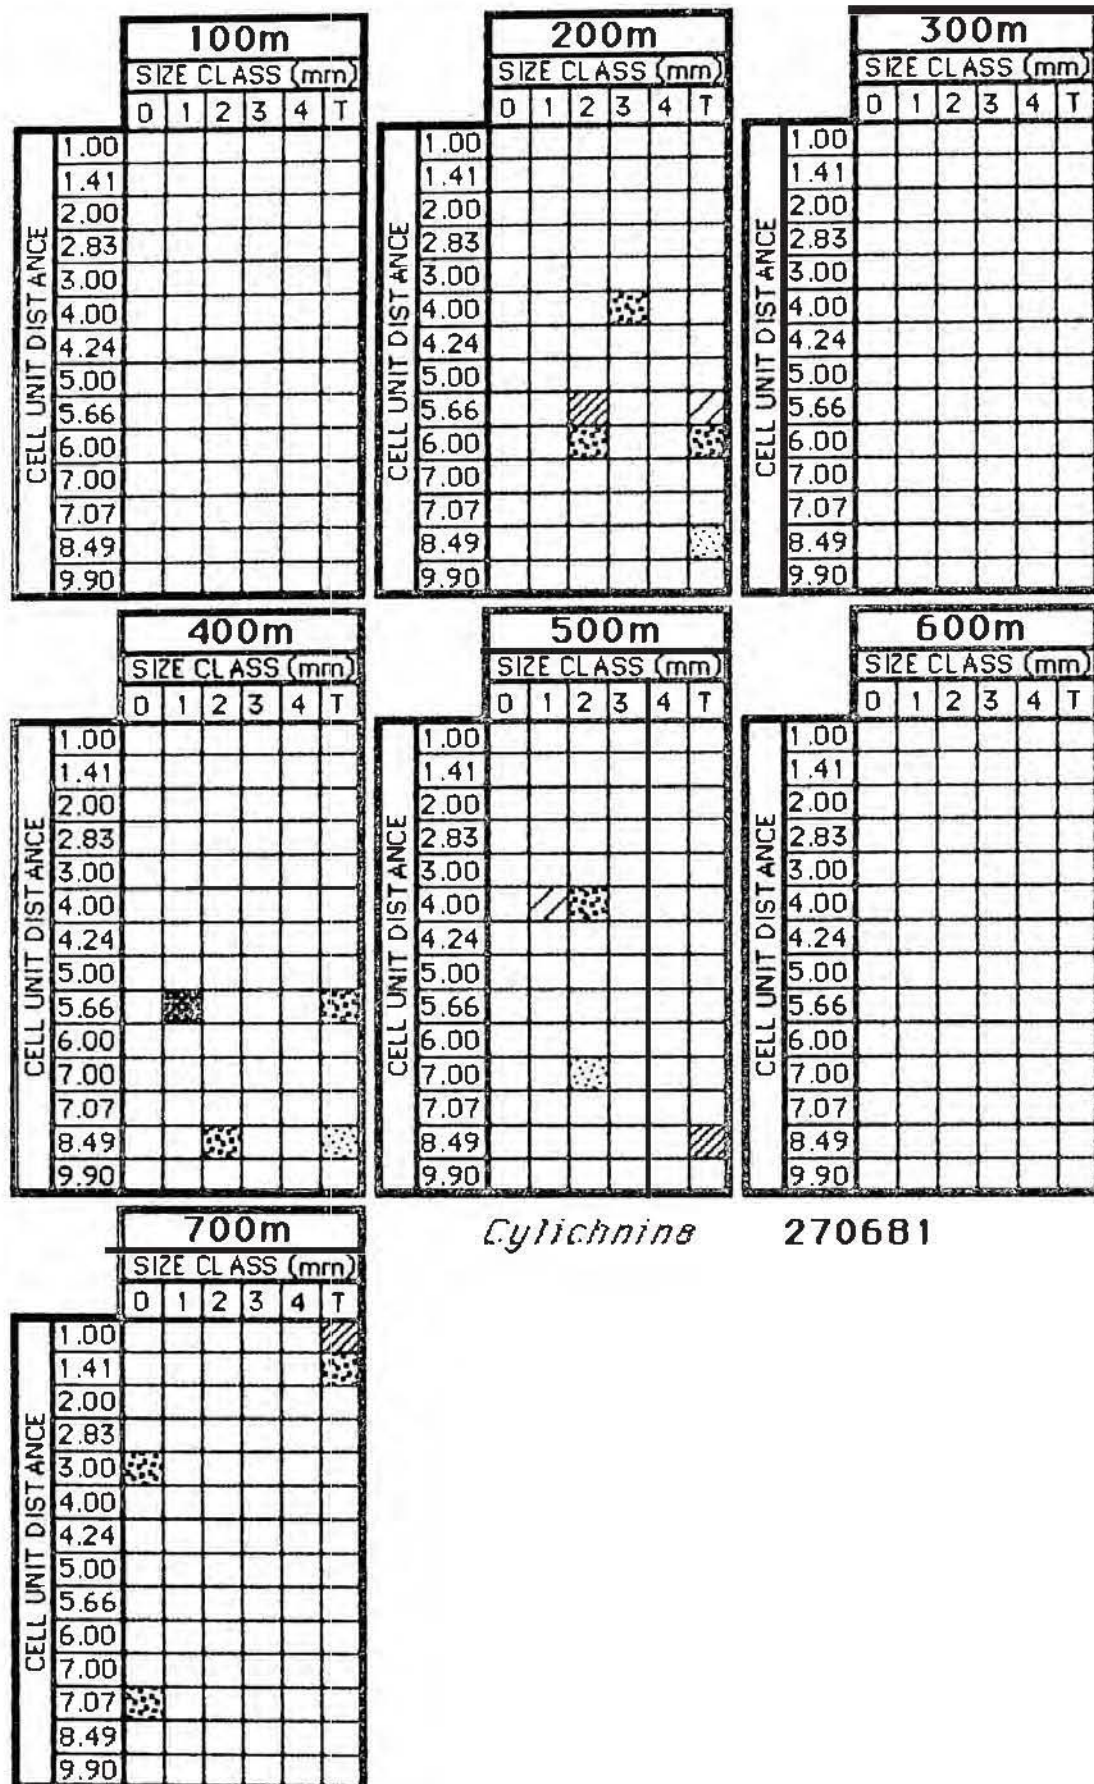 100m 200m 300m
SIZE CLASS (mm) SIZE CLASS (mm) SIZE CLASS (mm)
0 1 2 3 4 T 0 1 2 3 4 T 0 1 2 3 4 T
CELL UNIT DISTANCE CELL UNIT DISTANCE CELL UNIT DISTANCE
1.00 1.00 1.00
1.41 1.41 1.41
2.00 2.00 2.00
2.83 2.83 2.83
3.00 3.00 3.00
4.00 4.00 4.00
4.24 4.24 4.24
5.00 5.00 5.00
5.66 5.66 5.66
6.00 6.00 6.00
7.00 7.00 7.00
7.07 7.07 7.07
8.49 8.49 8.49
9.90 9.90 9.90
400m 500m 600m
SIZE CLASS (mm) SIZE CLASS (mm) SIZE CLASS (mm)
0 1 2 3 4 T 0 1 2 3 4 T 0 1 2 3 4 T
CELL UNIT DISTANCE CELL UNIT DISTANCE CELL UNIT DISTANCE
1.00 1.00 1.00
1.41 1.41 1.41
2.00 2.00 2.00
2.83 2.83 2.83
3.00 3.00 3.00
4.00 4.00 4.00
4.24 4.24 4.24
5.00 5.00 5.00
5.66 5.66 5.66
6.00 6.00 6.00
7.00 7.00 7.00
7.07 7.07 7.07
8.49 8.49 8.49
9.90 9.90 9.90
700m Cylichnina 270681
SIZE CLASS (mm)
0 1 2 3 4 T
CELL UNIT DISTANCE
1.00
1.41
2.00
2.83
3.00
4.00
4.24
5.00
5.66
6.00
7.00
7.07
8.49
9.90